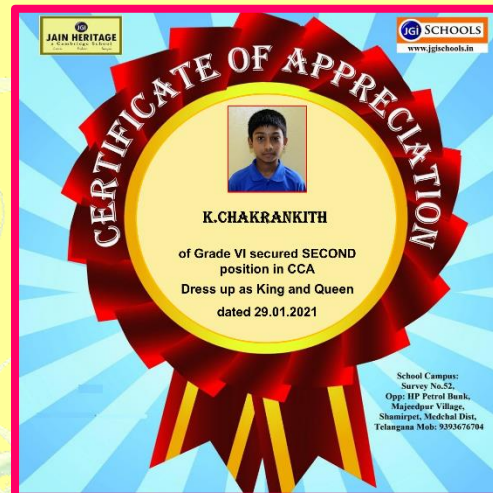 JGI
JAIN HERITAGE
a Cambridge School
JGI SCHOOLS
www.jgischools.in
CERTIFICATE OF APPRECIATION
K.CHAKRANKITH
of Grade VI secured SECOND
position in CCA
Dress up as King and Queen
dated 29.01.2021
School Campus:
Survey No.52,
Opp: HP Petrol Bunk,
Majeedpur Village,
Shamirpet, Medchal Dist,
Telangana Mob: 9393676704